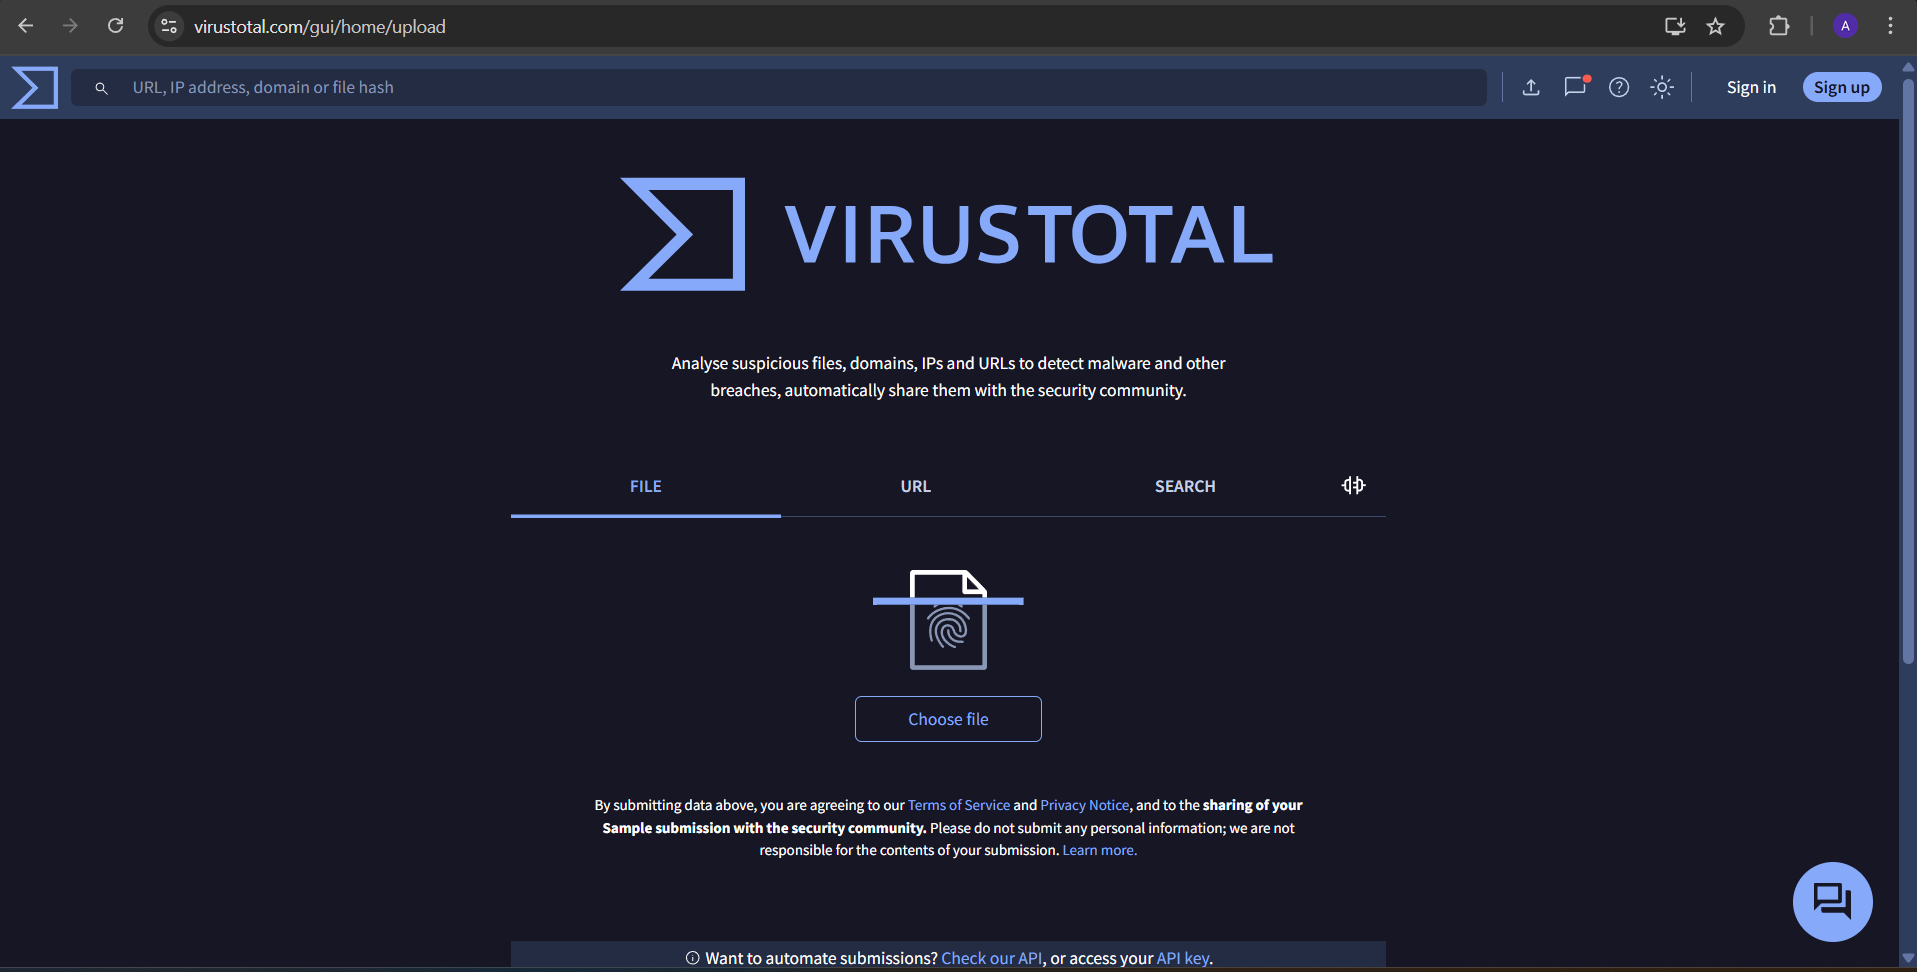 virustotal.com/gui/home/upload
A
URL, IP address, domain or file hash
Sign in
Sign up
VIRUSTOTAL
Analyse suspicious files, domains, IPs and URLs to detect malware and other
breaches, automatically share them with the security community.
FILE
URL
SEARCH
Choose file
By submitting data above, you are agreeing to our Terms of Service and Privacy Notice, and to the sharing of your
Sample submission with the security community. Please do not submit any personal information; we are not
responsible for the contents of your submission. Learn more.
Want to automate submissions? Check our API, or access your API key.